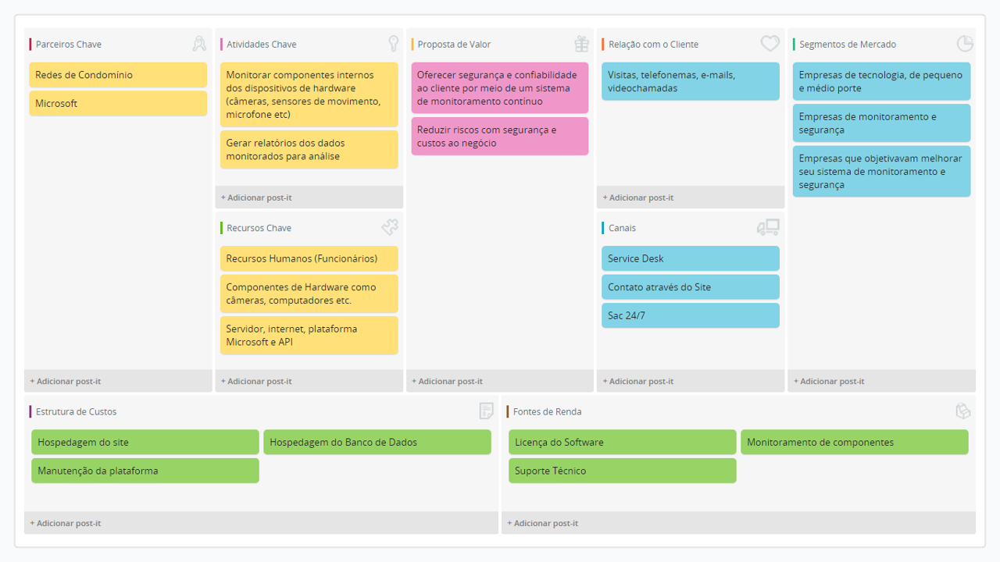 Parceiros Chave
Redes de Condomínio
Microsoft
+ Adicionar post-it
Atividades Chave
Monitorar componentes internos
dos dispositivos de hardware
(câmeras, sensores de movimento,
microfone etc)
Gerar relatórios dos dados
monitorados para análise
+ Adicionar post-it
Recursos Chave
Recursos Humanos (Funcionários)
Componentes de Hardware como
câmeras, computadores etc.
Servidor, internet, plataforma
Microsoft e API
+ Adicionar post-it
Proposta de Valor
Oferecer segurança e confiabilidade
ao cliente por meio de um sistema
de monitoramento contínuo
Reduzir riscos com segurança e
custos ao negócio
+ Adicionar post-it
Relação com o Cliente
Visitas, telefonemas, e-mails,
videochamadas
+ Adicionar post-it
Canais
Service Desk
Contato através do Site
Sac 24/7
+ Adicionar post-it
Segmentos de Mercado
Empresas de tecnologia, de pequeno
e médio porte
Empresas de monitoramento e
segurança
Empresas que objetivavam melhorar
seu sistema de monitoramento e
segurança
+ Adicionar post-it
Estrutura de Custos
Hospedagem do site
Hospedagem do Banco de Dados
Manutenção da plataforma
+ Adicionar post-it
Fontes de Renda
Licença do Software
Monitoramento de componentes
Suporte Técnico
+ Adicionar post-it